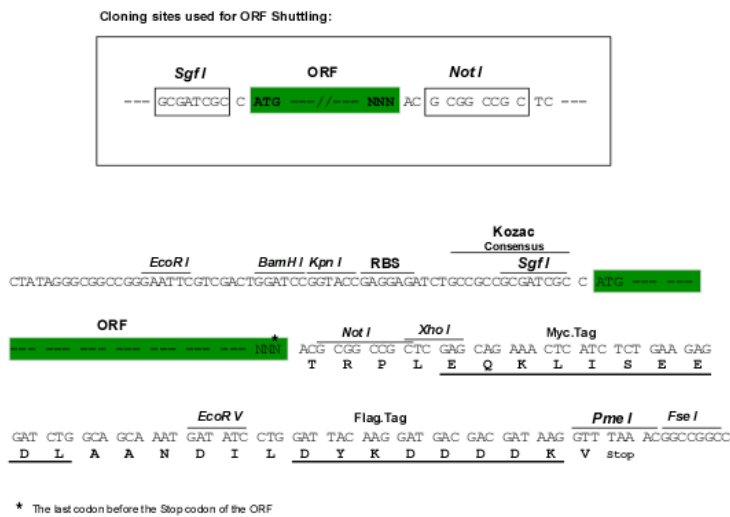 Cloning sites used for ORF Shuttling:
Sgf I ORF Not I
--- GCGATCGC C ATG ---//--- NNN AC G CGG CCG C TC ---
Kozac
Consensus
EcoR I BamH I Kpn I RBS Sgf I
CTATAGGGCGGCCGGGAATTCGTCGACTGGATCCGGTACCGAGGAGATCTGCCGCCGCGATCGC C ATG --- ---
ORF
--- --- --- --- --- --- --- --- --- NNN * ACG CGG CCG CTC GAG CAG AAA CTC ATC TCT GAA GAG
Not I Xho I Myc.Tag
T R P L E Q K L I S E E
EcoR V Flag.Tag Pme I Fse I
GAT CTG GCA GCA AAT GAT ATC CTG GAT TAC AAG GAT GAC GAC GAT AAG GTT TAA ACGGCCGGCC
D L A A N D I L D Y K D D D D K V Stop
* The last codon before the Stop codon of the ORF